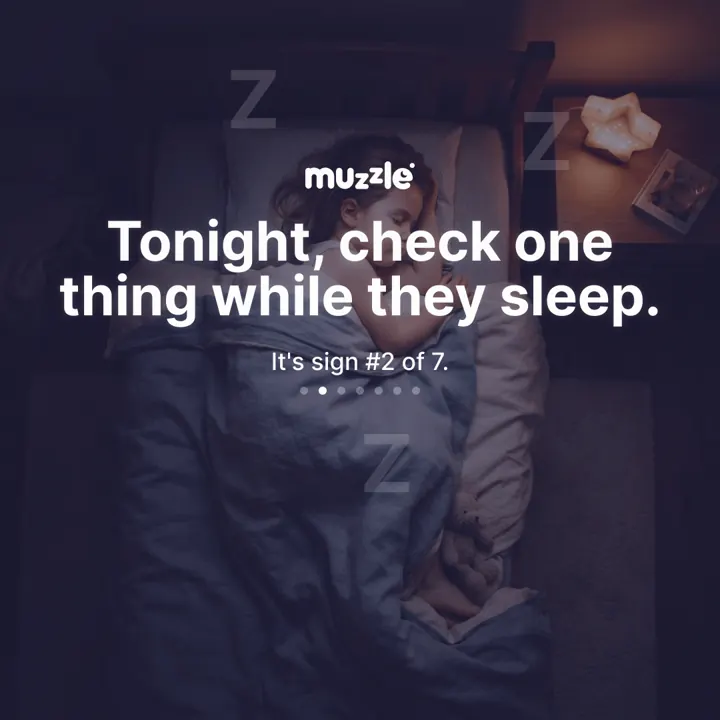 Z
Z
muzzle
Tonight, check one
thing while they sleep.
It's sign #2 of 7.
Z